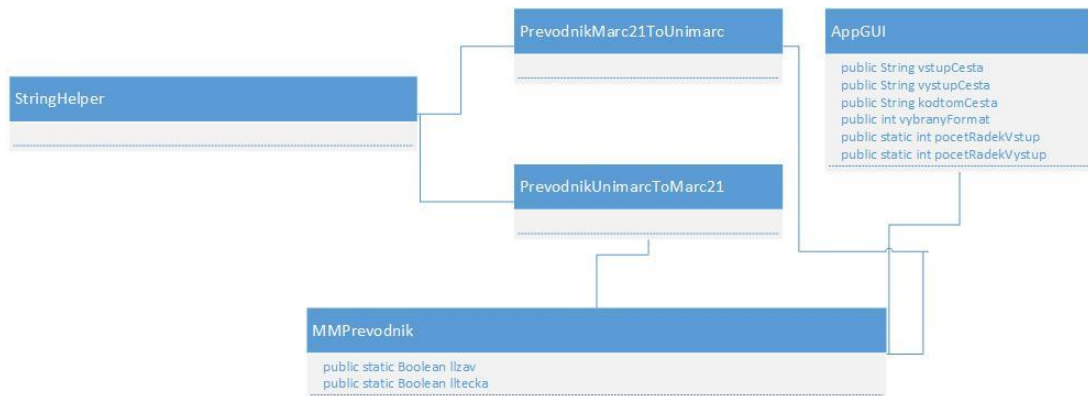 StringHelper
PrevodnikMarc21ToUnimarc
PrevodnikUnimarcToMarc21
AppGUI
public String vstupCesta
public String vystupCesta
public String kodtomCesta
public int vybranyFormat
public static int pocetRadekVstup
public static int pocetRadekVystup
MMPrevodnik
public static Boolean llzav
public static Boolean lltecka